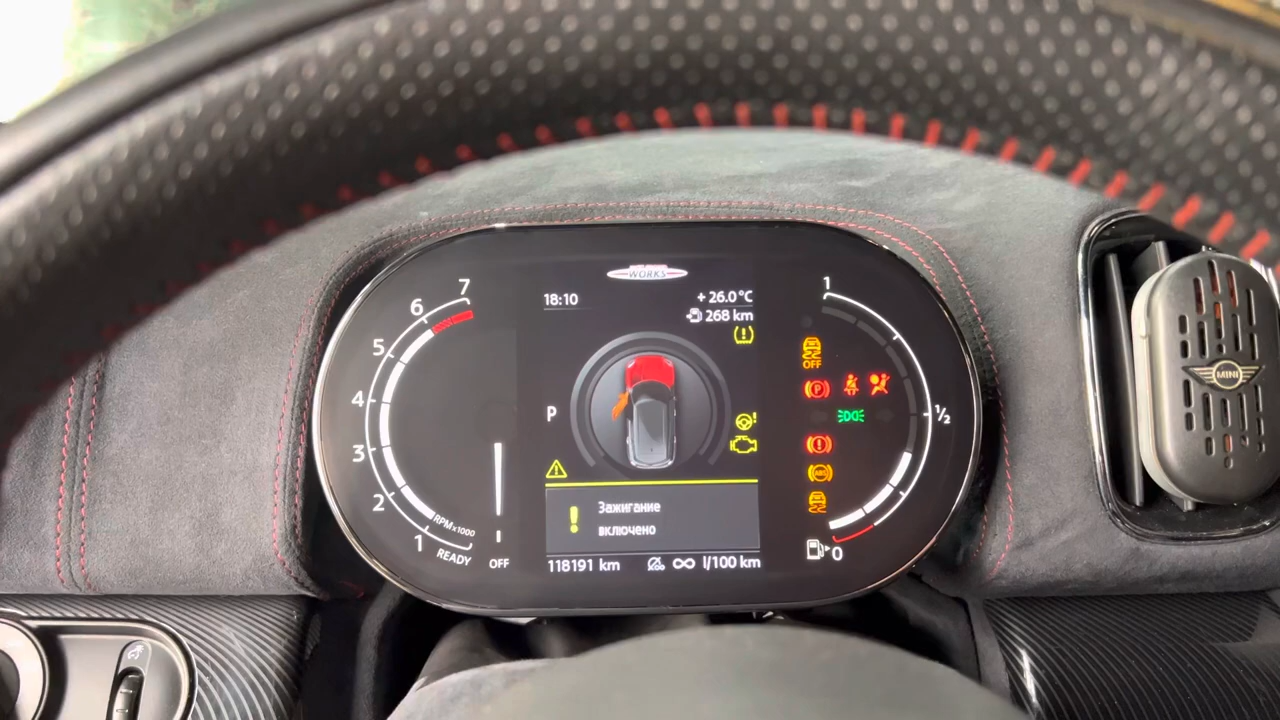 WORKS
18:10
+ 26.0 °C
268 km
7
6
5
4
3
2
1
RPM x1000
READY
OFF
P
Зажигание
включено
118191 km
l/100 km
1
1/2
0
OFF
P
ABS
MINI